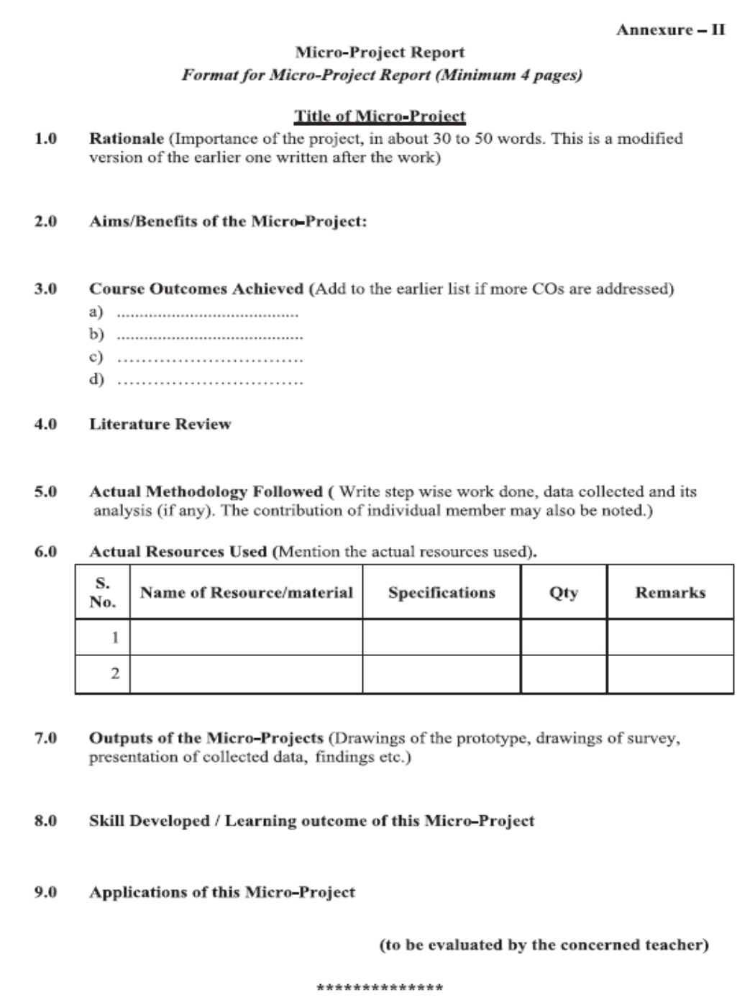 Annexure – II
Micro-Project Report
Format for Micro-Project Report (Minimum 4 pages)
Title of Micro-Project
1.0 Rationale (Importance of the project, in about 30 to 50 words. This is a modified
version of the earlier one written after the work)
2.0 Aims/Benefits of the Micro-Project:
3.0 Course Outcomes Achieved (Add to the earlier list if more COs are addressed)
a) ........................................
b) .........................................
c) ...............................
d) ...............................
4.0 Literature Review
5.0 Actual Methodology Followed ( Write step wise work done, data collected and its
analysis (if any). The contribution of individual member may also be noted.)
6.0 Actual Resources Used (Mention the actual resources used).
S. No. Name of Resource/material Specifications Qty Remarks
1
2
7.0 Outputs of the Micro-Projects (Drawings of the prototype, drawings of survey,
presentation of collected data, findings etc.)
8.0 Skill Developed / Learning outcome of this Micro-Project
9.0 Applications of this Micro-Project
(to be evaluated by the concerned teacher)
**************